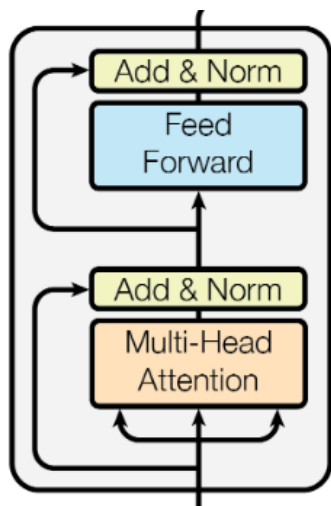 Add & Norm
Feed
Forward
Add & Norm
Multi-Head
Attention